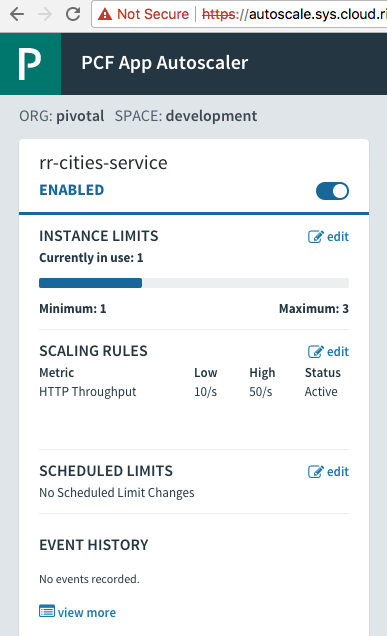 Not Secure https://autoscale.sys.cloud.ri
P PCF App Autoscaler
ORG: pivotal SPACE: development
rr-cities-service
ENABLED
INSTANCE LIMITS edit
Currently in use: 1
Minimum: 1 Maximum: 3
SCALING RULES edit
Metric Low High Status
HTTP Throughput 10/s 50/s Active
SCHEDULED LIMITS edit
No Scheduled Limit Changes
EVENT HISTORY
No events recorded.
view more